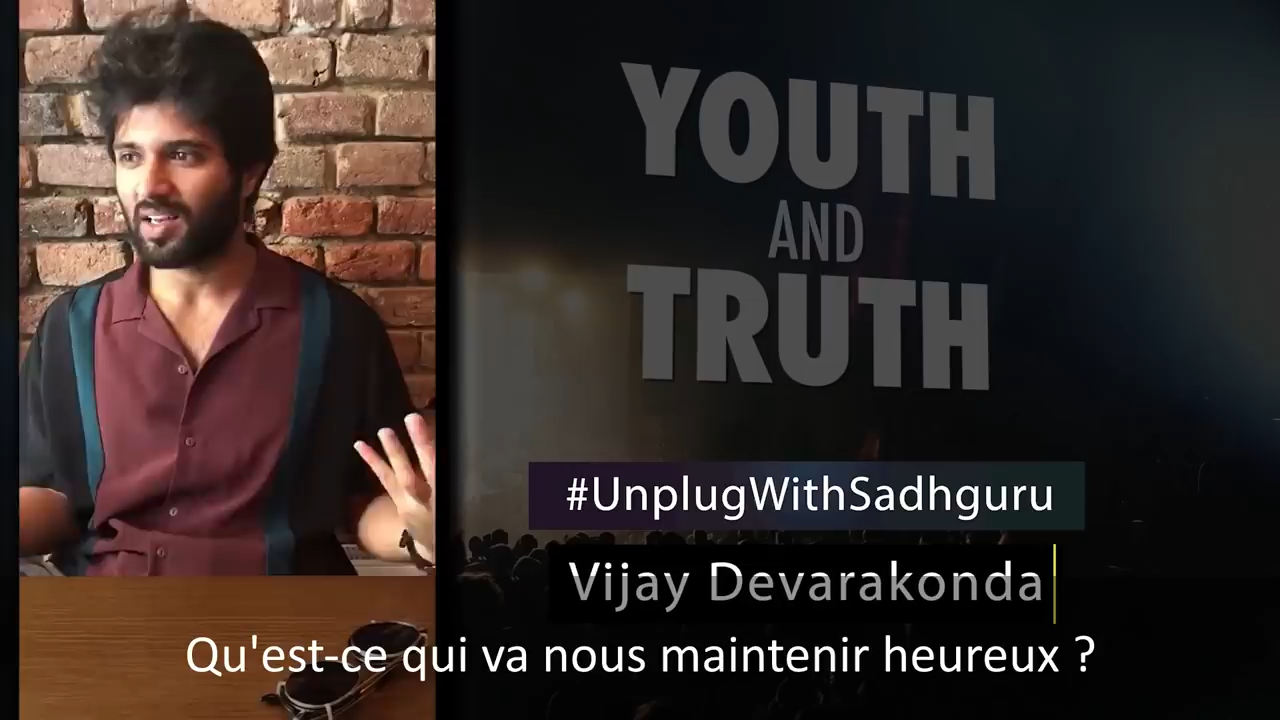 YOUTH
AND
TRUTH
#UnplugWithSadhguru
Vijay Devarakonda
Qu'est-ce qui va nous maintenir heureux ?